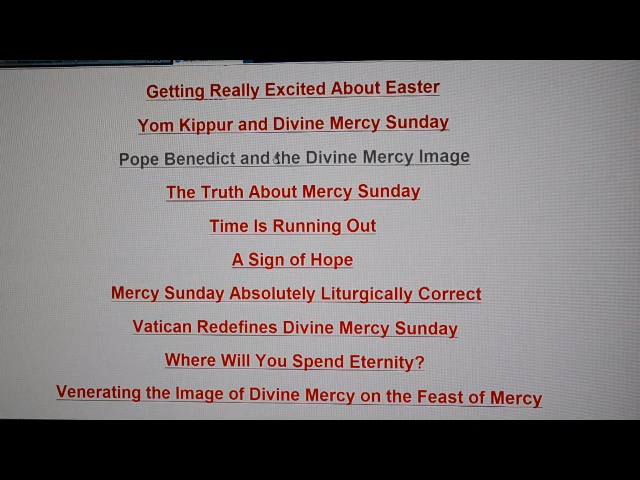 Getting Really Excited About Easter
Yom Kippur and Divine Mercy Sunday
Pope Benedict and the Divine Mercy Image
The Truth About Mercy Sunday
Time Is Running Out
A Sign of Hope
Mercy Sunday Absolutely Liturgically Correct
Vatican Redefines Divine Mercy Sunday
Where Will You Spend Eternity?
Venerating the Image of Divine Mercy on the Feast of Mercy